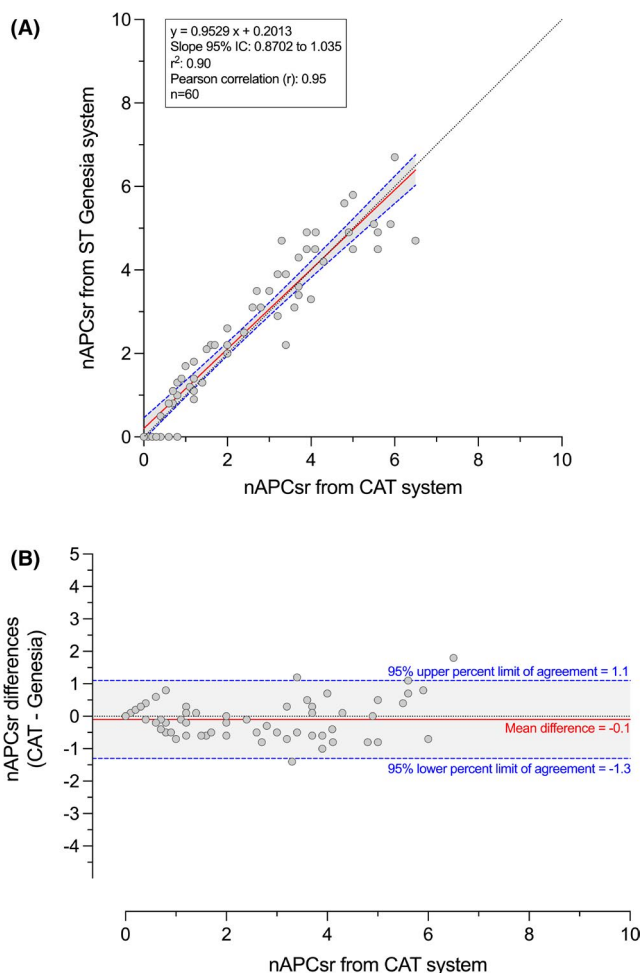 (A)
y = 0.9529 x + 0.2013
Slope 95% IC: 0.8702 to 1.035
r²: 0.90
Pearson correlation (r): 0.95
n=60
10
8
6
4
2
0
nAPCsr from ST Genesia system
0 2 4 6 8 10
nAPCsr from CAT system
(B)
5
4
3
2
1
0
-1
-2
-3
-4
nAPCsr differences
(CAT - Genesia)
95% upper percent limit of agreement = 1.1
Mean difference = -0.1
95% lower percent limit of agreement = -1.3
0 2 4 6 8 10
nAPCsr from CAT system